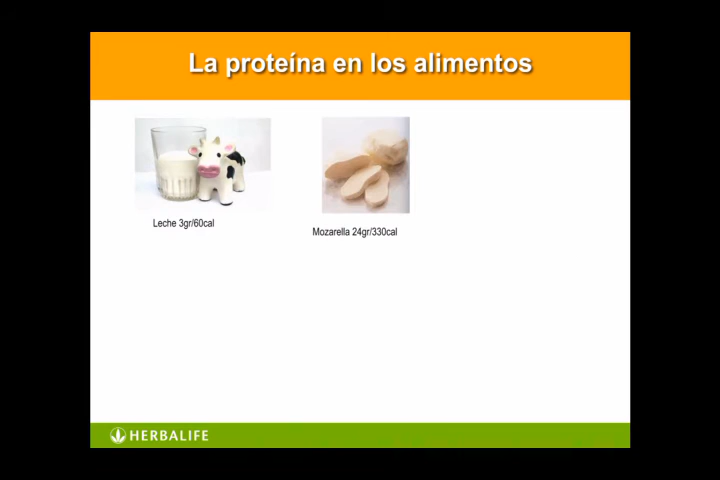 La proteína en los alimentos
Leche 3gr/60cal
Mozarella 24gr/330cal
HERBALIFE